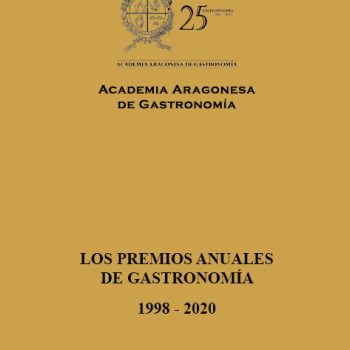 25
ACADEMIA ARAGONESA DE GASTRONOMÍA
ACADEMIA ARAGONESA
DE GASTRONOMÍA
LOS PREMIOS ANUALES
DE GASTRONOMÍA
1998 - 2020